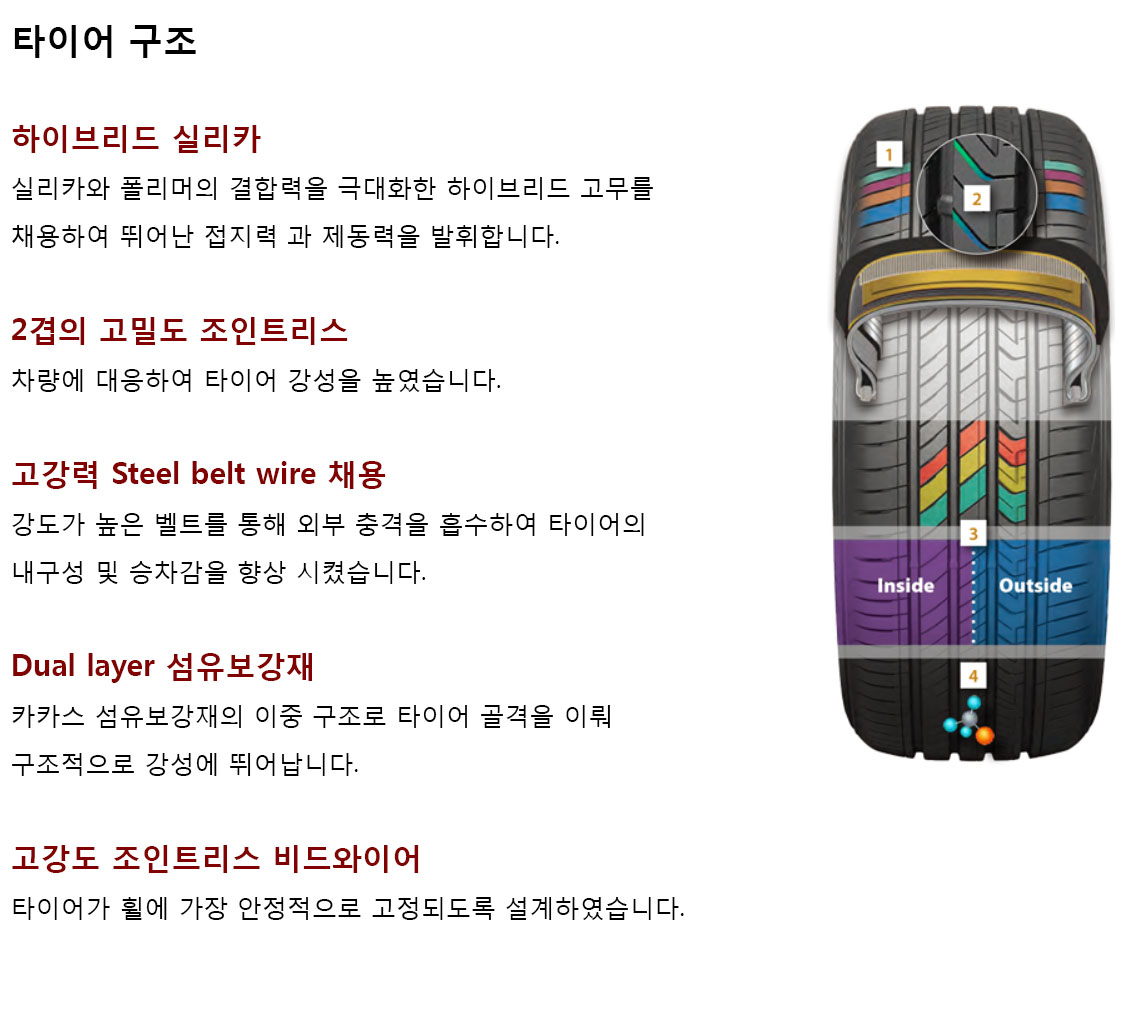 타이어 구조
하이브리드 실리카
실리카와 폴리머의 결합력을 극대화한 하이브리드 고무를
채용하여 뛰어난 접지력 과 제동력을 발휘합니다.
2겹의 고밀도 조인트리스
차량에 대응하여 타이어 강성을 높였습니다.
고강력 Steel belt wire 채용
강도가 높은 벨트를 통해 외부 충격을 흡수하여 타이어의
내구성 및 승차감을 향상 시켰습니다.
Dual layer 섬유보강재
카카스 섬유보강재의 이중 구조로 타이어 골격을 이뤄
구조적으로 강성에 뛰어납니다.
고강도 조인트리스 비드와이어
타이어가 휠에 가장 안정적으로 고정되도록 설계하였습니다.
1
2
3
Inside
Outside
4